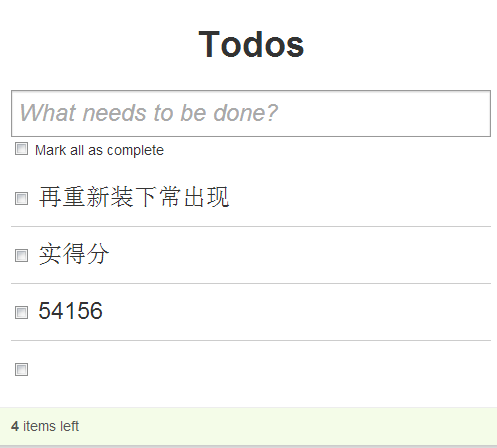 Todos
What needs to be done?
Mark all as complete
再重新装下常出现
实得分
54156
4 items left